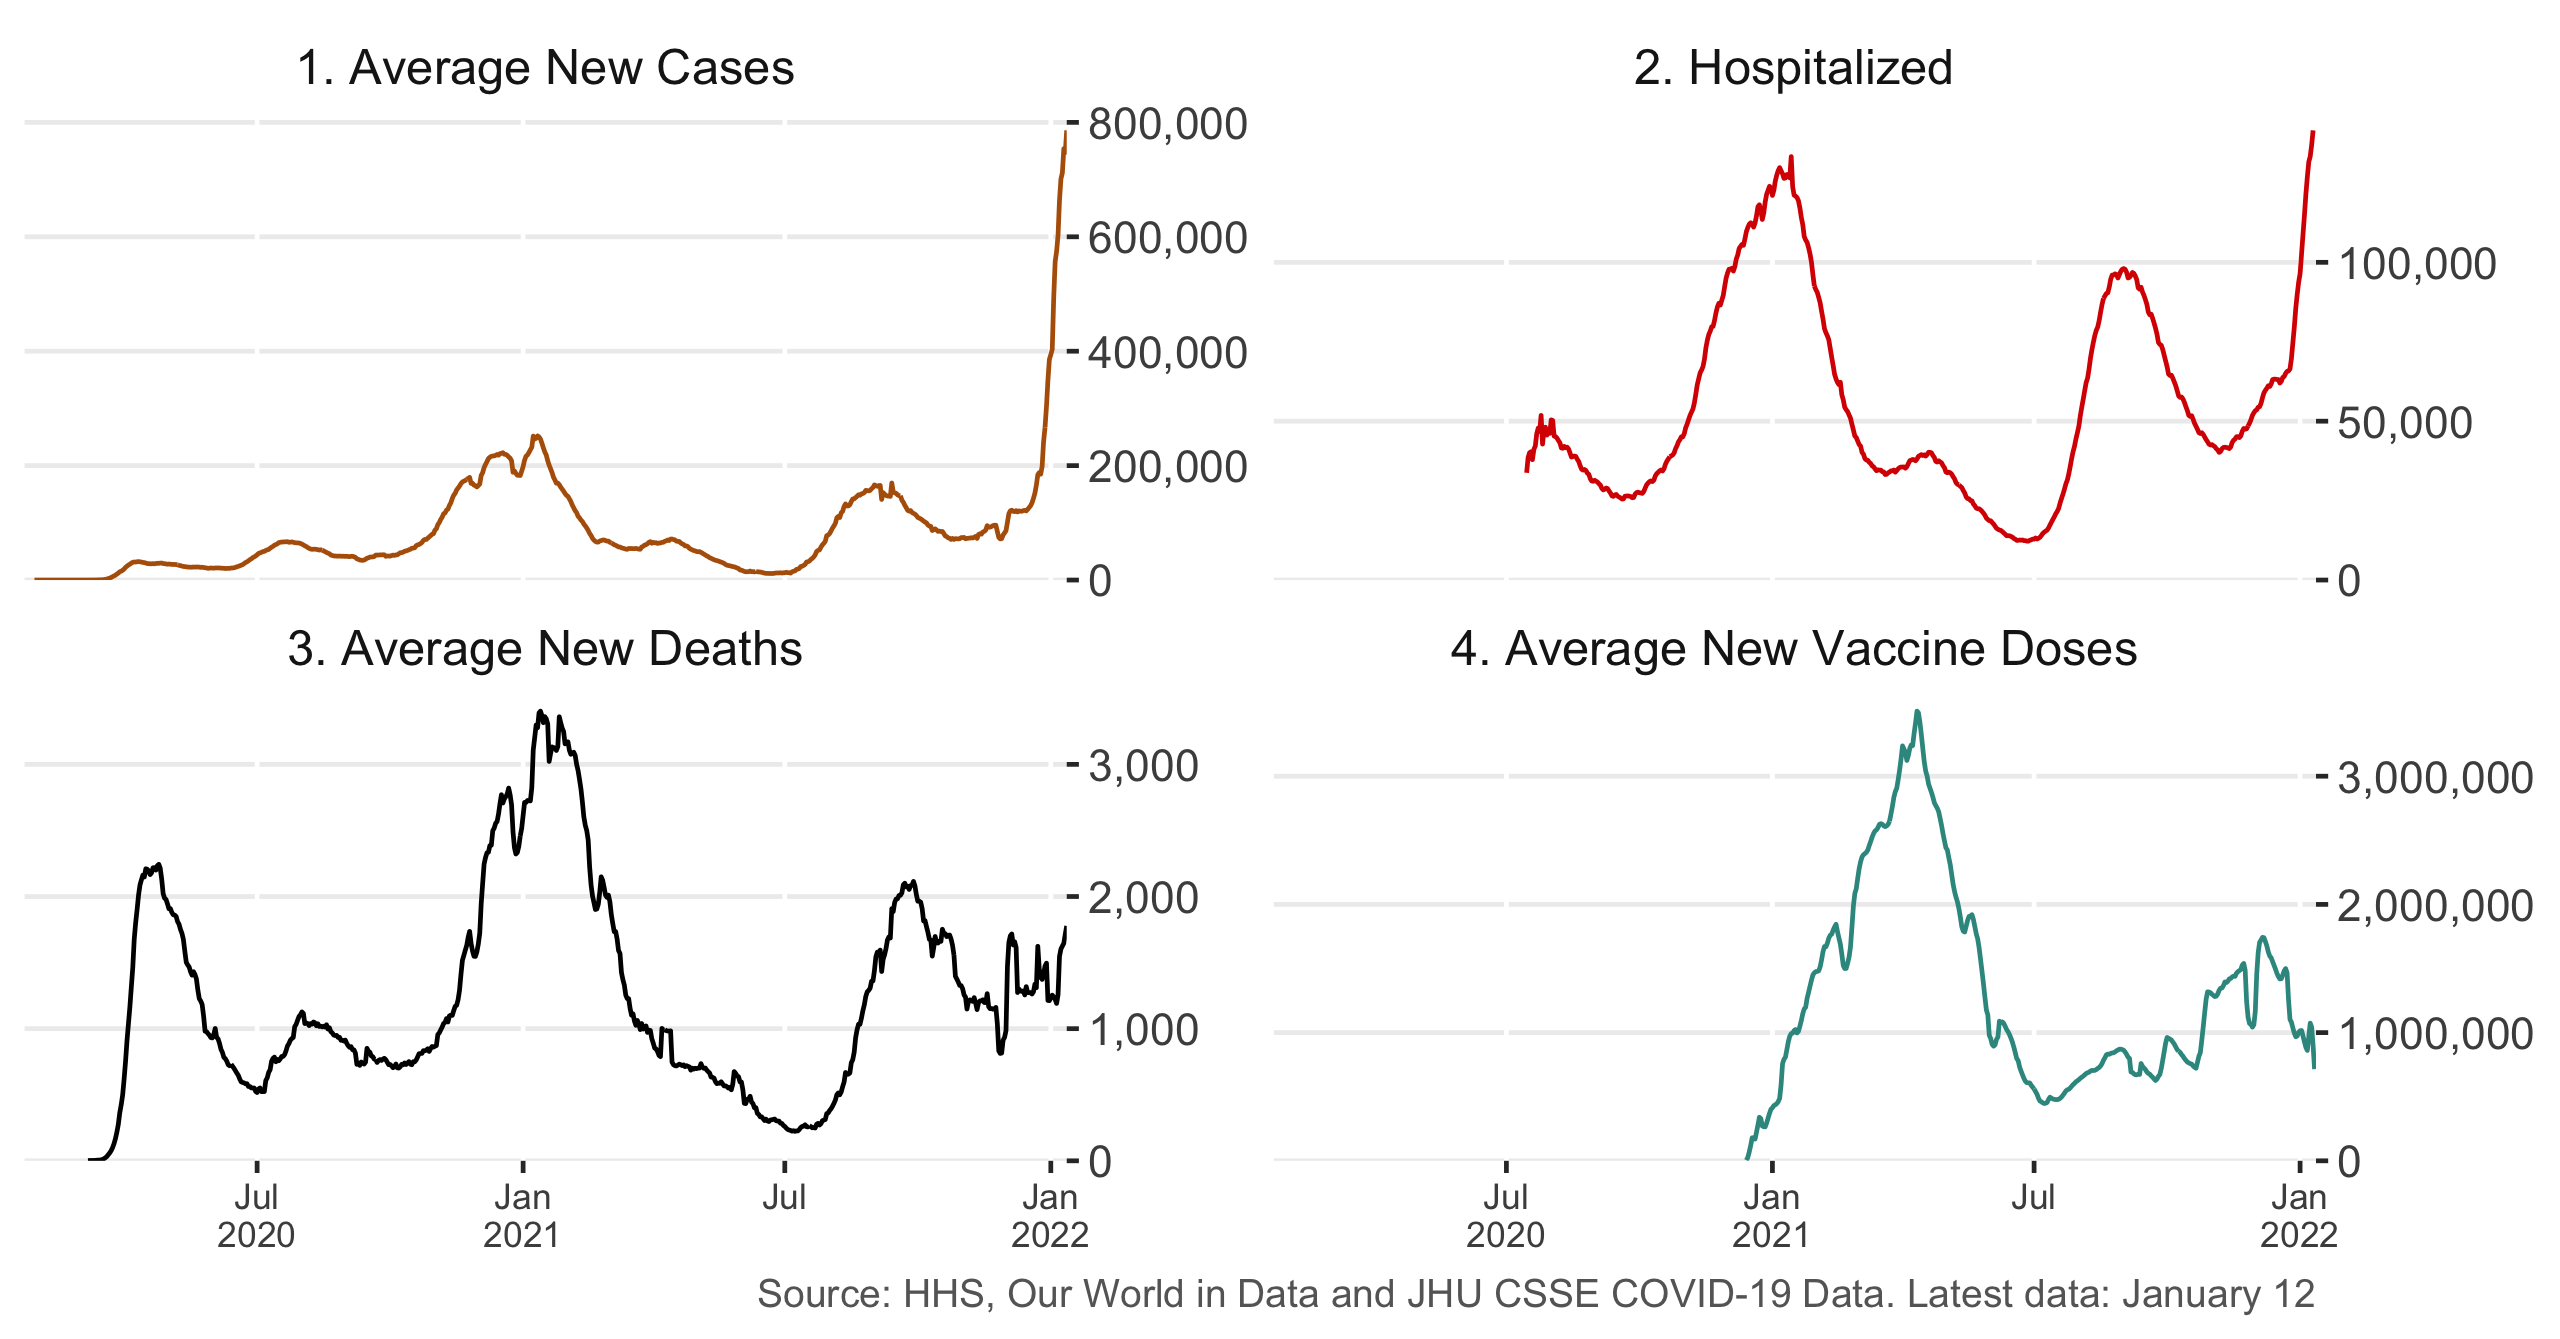 1. Average New Cases
800,000
600,000
400,000
200,000
0
2. Hospitalized
100,000
50,000
0
3. Average New Deaths
3,000
2,000
1,000
0
Jul Jan Jul Jan
2020 2021 2022
4. Average New Vaccine Doses
3,000,000
2,000,000
1,000,000
0
Jul Jan Jul Jan
2020 2021 2022
Source: HHS, Our World in Data and JHU CSSE COVID-19 Data. Latest data: January 12